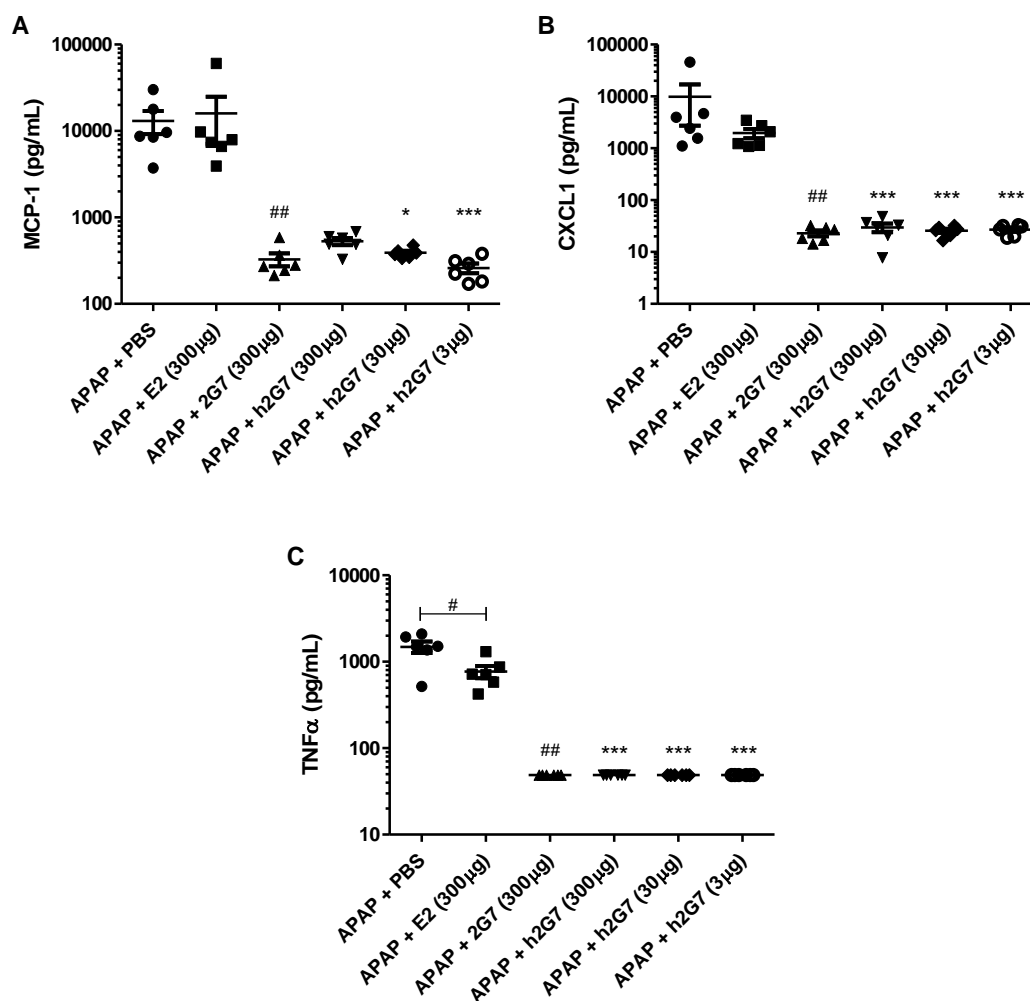 A
MCP-1 (pg/mL)
100000
10000
1000
100
##
*
***
APAP + PBS
APAP + E2 (300µg)
APAP + 2G7 (300µg)
APAP + h2G7 (300µg)
APAP + h2G7 (30µg)
APAP + h2G7 (3µg)
B
CXCL1 (pg/mL)
100000
10000
1000
100
10
1
##
***
***
***
APAP + PBS
APAP + E2 (300µg)
APAP + 2G7 (300µg)
APAP + h2G7 (300µg)
APAP + h2G7 (30µg)
APAP + h2G7 (3µg)
C
TNFα (pg/mL)
10000
1000
100
10
#
##
***
***
***
APAP + PBS
APAP + E2 (300µg)
APAP + 2G7 (300µg)
APAP + h2G7 (300µg)
APAP + h2G7 (30µg)
APAP + h2G7 (3µg)